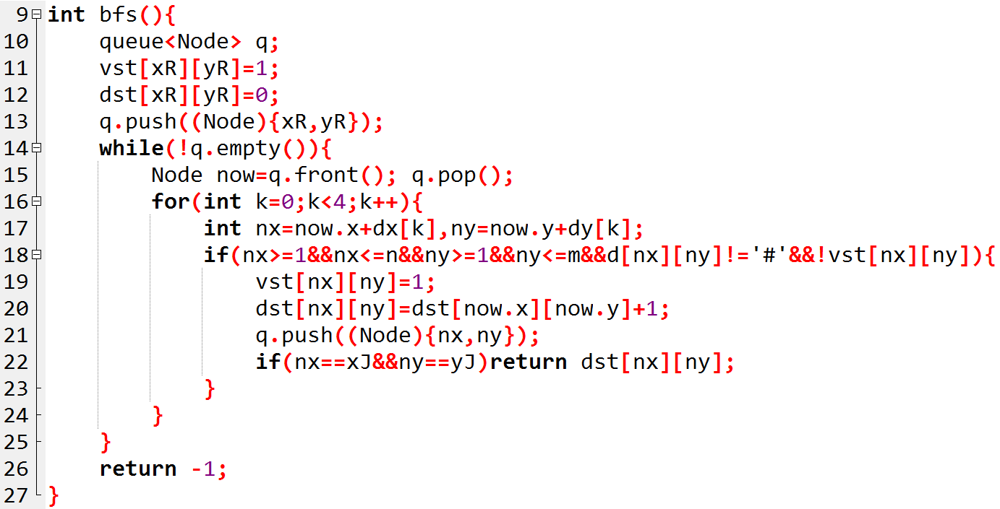 9 int bfs(){
10     queue<Node> q;
11     vst[xR][yR]=1;
12     dst[xR][yR]=0;
13     q.push((Node){xR,yR});
14     while(!q.empty()){
15         Node now=q.front(); q.pop();
16         for(int k=0;k<4;k++){
17             int nx=now.x+dx[k],ny=now.y+dy[k];
18             if(nx>=1&&nx<=n&&ny>=1&&ny<=m&&d[nx][ny]!='#'&&!vst[nx][ny]){
19                 vst[nx][ny]=1;
20                 dst[nx][ny]=dst[now.x][now.y]+1;
21                 q.push((Node){nx,ny});
22                 if(nx==xJ&&ny==yJ)return dst[nx][ny];
23             }
24         }
25     }
26     return -1;
27 }